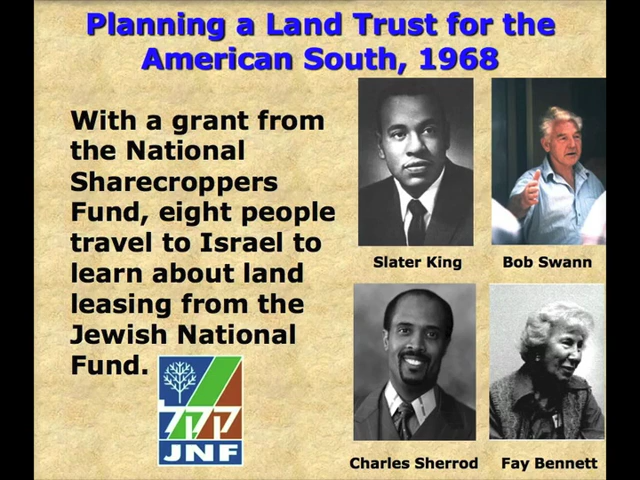 Planning a Land Trust for the
American South, 1968
With a grant from
the National
Sharecroppers
Fund, eight people
travel to Israel to
learn about land
leasing from the
Jewish National
Fund.
Slater King
Bob Swann
Charles Sherrod
Fay Bennett
קקל
JNF